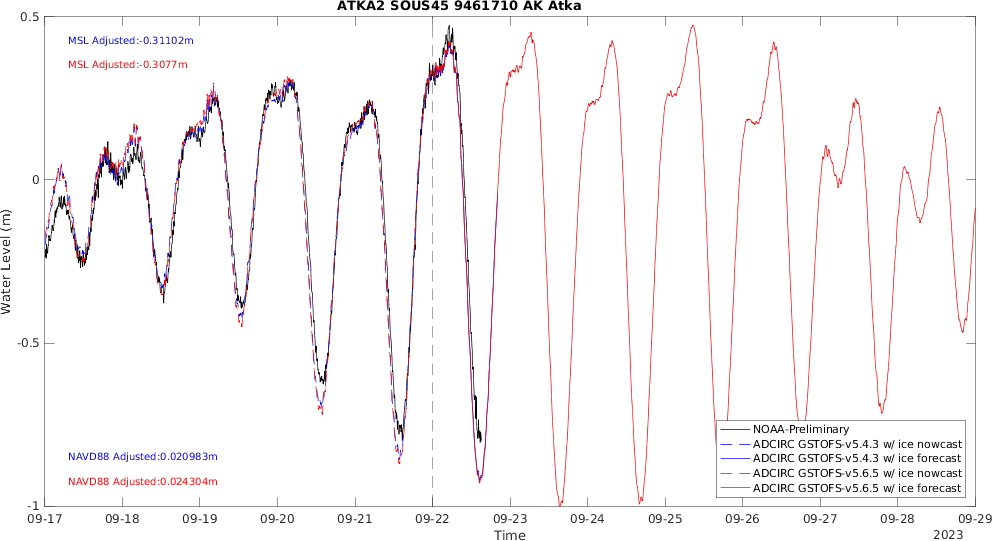 ATKA2 SOUS45 9461710 AK Atka
0.5
MSL Adjusted:-0.31102m
MSL Adjusted:-0.3077m
0
Water Level (m)
-0.5
NOAA-Preliminary
ADCIRC GSTOFS-v5.4.3 w/ ice nowcast
NAVD88 Adjusted:0.020983m
ADCIRC GSTOFS-v5.4.3 w/ ice forecast
ADCIRC GSTOFS-v5.6.5 w/ ice nowcast
NAVD88 Adjusted:0.024304m
ADCIRC GSTOFS-v5.6.5 w/ ice forecast
-1
09-17 09-18 09-19 09-20 09-21 09-22 09-23 09-24 09-25 09-26 09-27 09-28 09-29
Time
2023